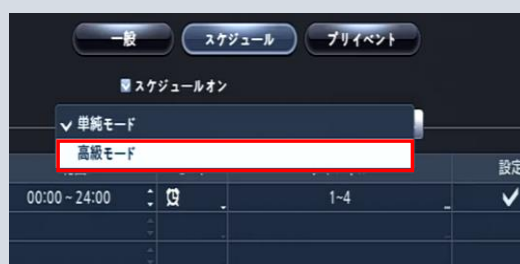 一般 スケジュール プリイベント
スケジュールオン
単純モード
高級モード
設定
00:00 ~ 24:00 1~4